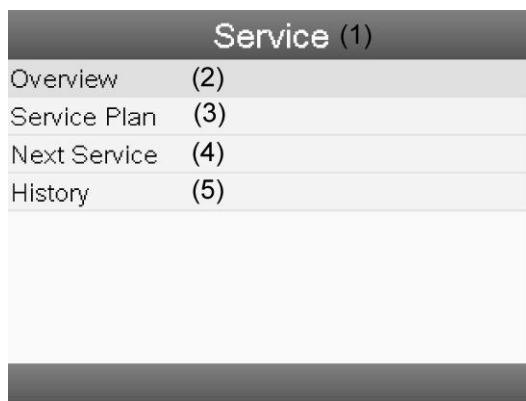 Service (1)
Overview (2)
Service Plan (3)
Next Service (4)
History (5)